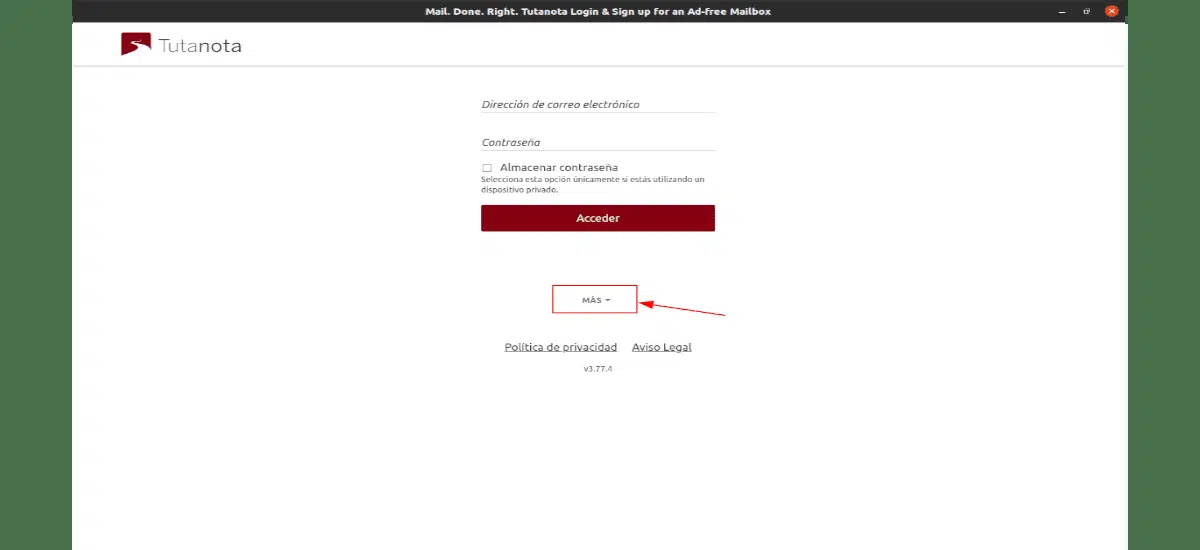 Mail. Done. Right. Tutanota Login & Sign up for an Ad-free Mailbox
Tutanota
Dirección de correo electrónico
Contraseña
Almacenar contraseña
Selecciona esta opción únicamente si estás utilizando un
dispositivo privado.
Acceder
MÁS
Política de privacidad Aviso Legal
v3.77.4